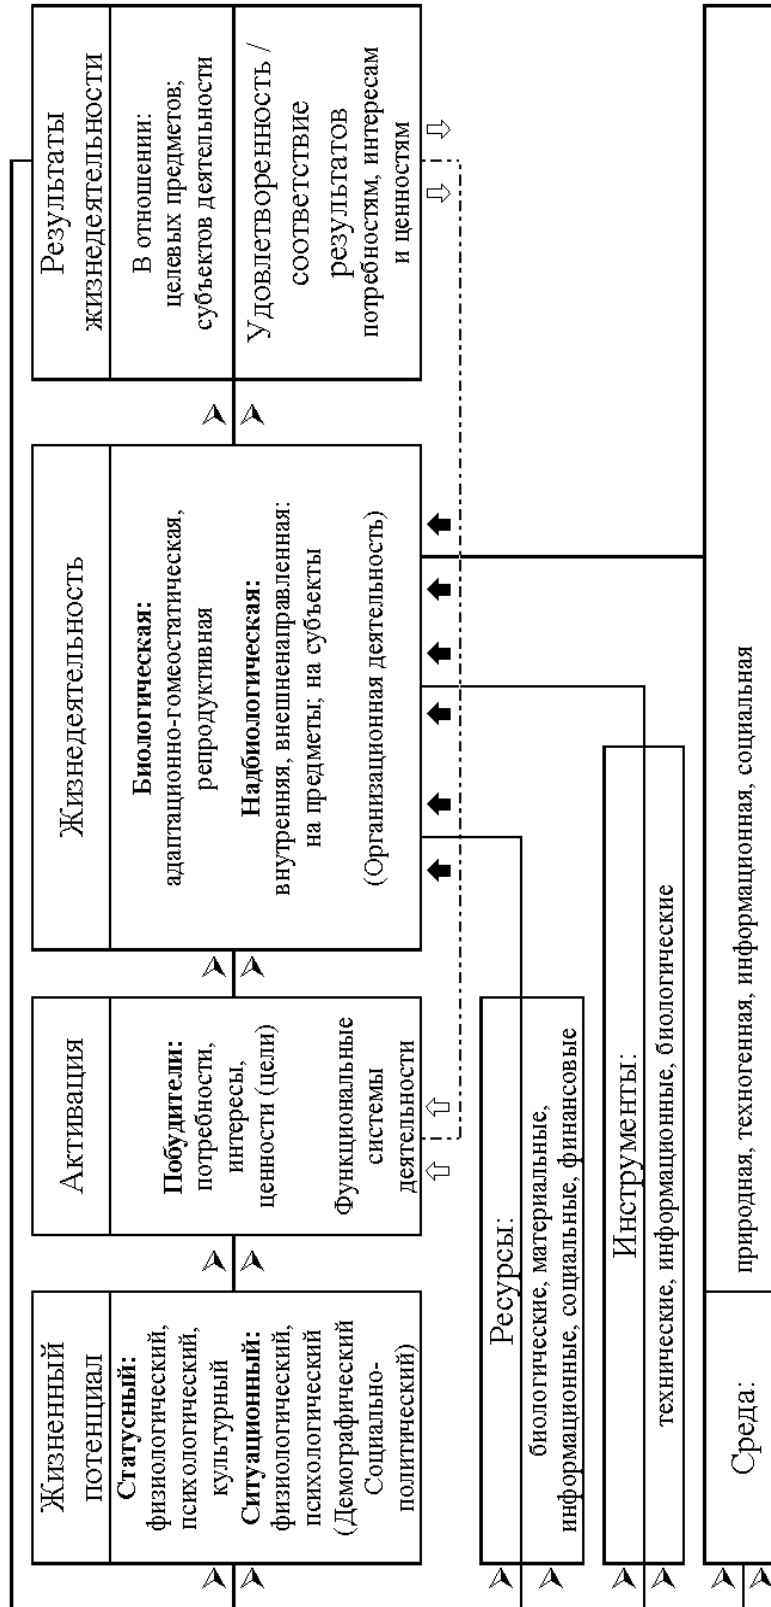 Жизненный
потенциал
Статусный:
физиологический,
психологический,
культурный
Ситуационный:
физиологический,
психологический
(Демографический
Социально-
политический)
Активация
Побудители:
потребности,
интересы,
ценности (цели)
Функциональные
системы
деятельности
Жизнедеятельность
Биологическая:
адаптационно-гомеостатическая,
репродуктивная
Надбиологическая:
внутренняя, внешненаправленная:
на предметы; на субъекты
(Организационная деятельность)
Результаты
жизнедеятельности
В отношении:
целевых предметов;
субъектов деятельности
Удовлетворенность /
соответствие
результатов
потребностям, интересам
и ценностям
Ресурсы:
биологические, материальные,
информационные, социальные, финансовые
Инструменты:
технические, информационные, биологические
Среда:
природная, техногенная, информационная, социальная